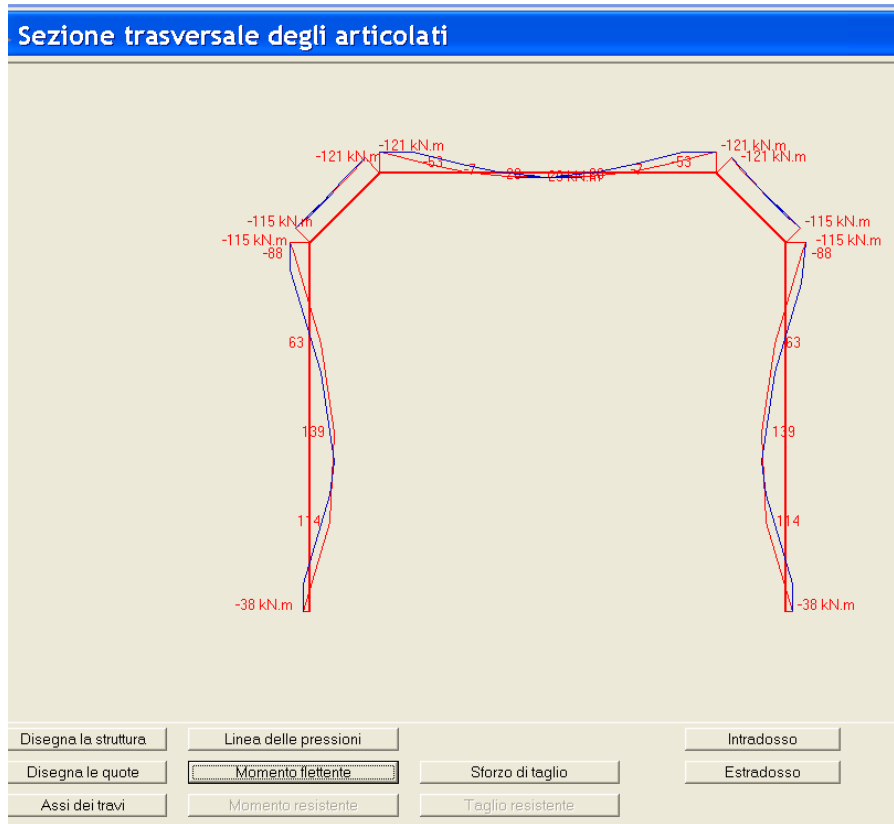 Sezione trasversale degli articolati
-121 kN.m -121 kN.m
-121 kN.m -53 -7 -53 -121 kN.m
-115 kN.m -115 kN.m
-115 kN.m -115 kN.m
-88 -88
63 63
139 139
114 114
-38 kN.m -38 kN.m
Disegna la struttura Linea delle pressioni Intradosso
Disegna le quote Momento flettente Sforzo di taglio Estradosso
Assi dei travi Momento resistente Taglio resistente